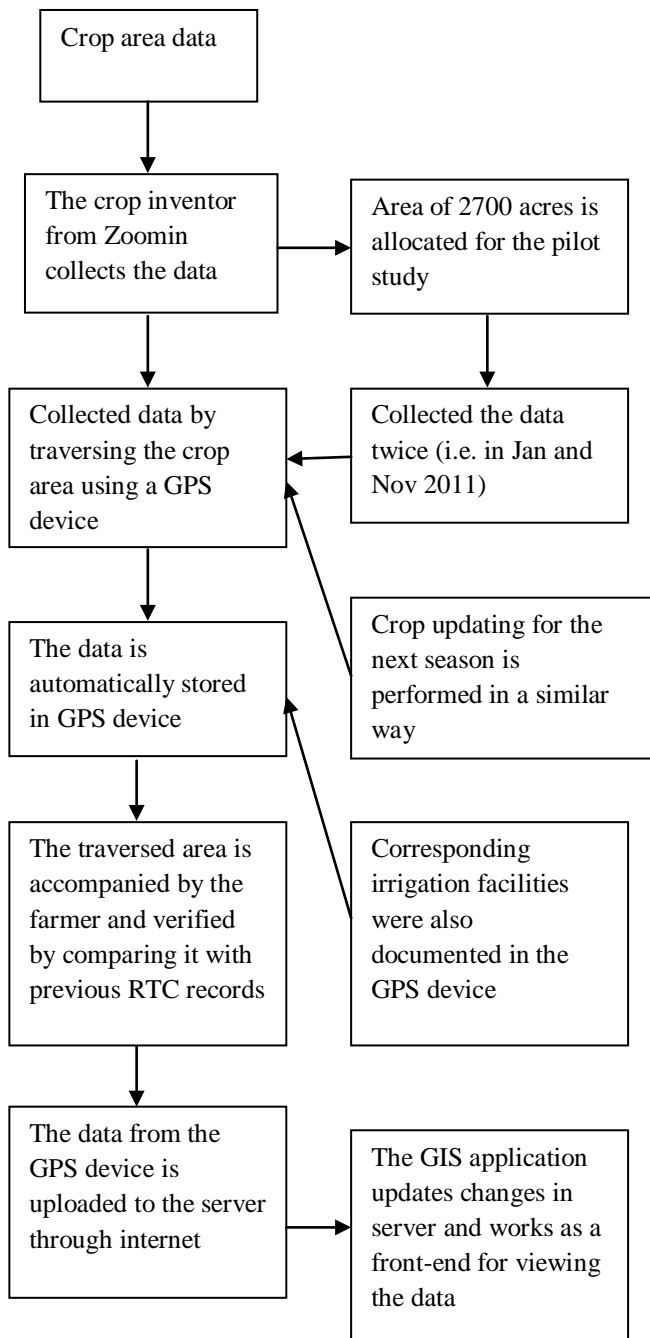 Crop area data
The crop inventor
from Zoomin
collects the data
Area of 2700 acres is
allocated for the pilot
study
Collected data by
traversing the crop
area using a GPS
device
Collected the data
twice (i.e. in Jan and
Nov 2011)
The data is
automatically stored
in GPS device
Crop updating for the
next season is
performed in a similar
way
The traversed area is
accompanied by the
farmer and verified
by comparing it with
previous RTC records
Corresponding
irrigation facilities
were also
documented in the
GPS device
The data from the
GPS device is
uploaded to the server
through internet
The GIS application
updates changes in
server and works as a
front-end for viewing
the data